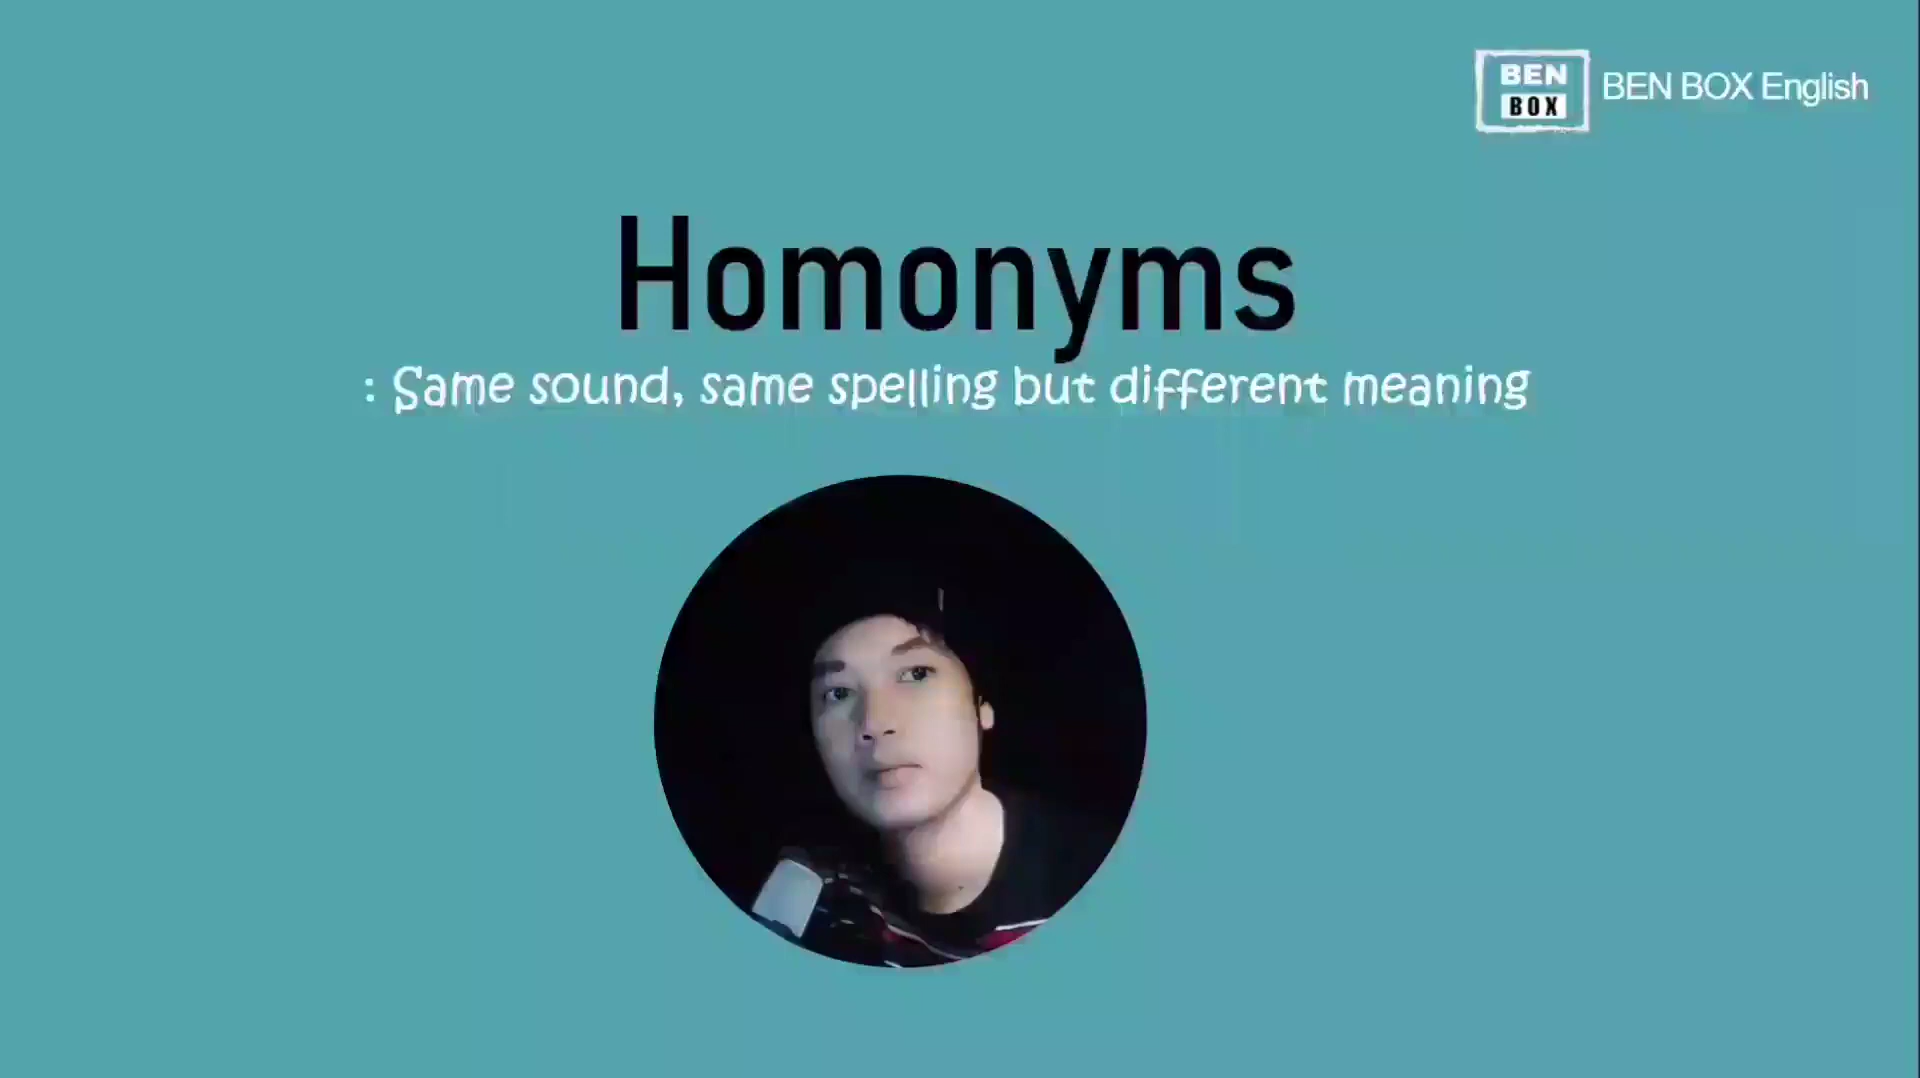 BEN
BOX
BEN BOX English
Homonyms
: Same sound, same spelling but different meaning